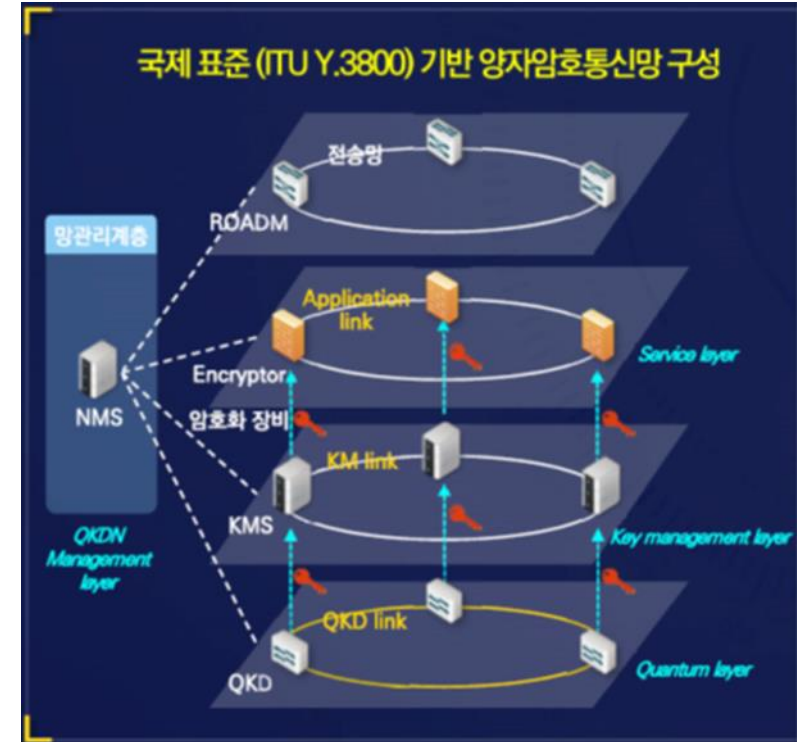 국제 표준 (ITU Y.3800) 기반 양자암호통신망 구성
전송망
ROADM
망관리계층
Application
link
Service layer
Encryptor
NMS
암호화 장비
KM link
KMS
QKDN
Management
layer
Key management layer
QKD link
QKD
Quantum layer